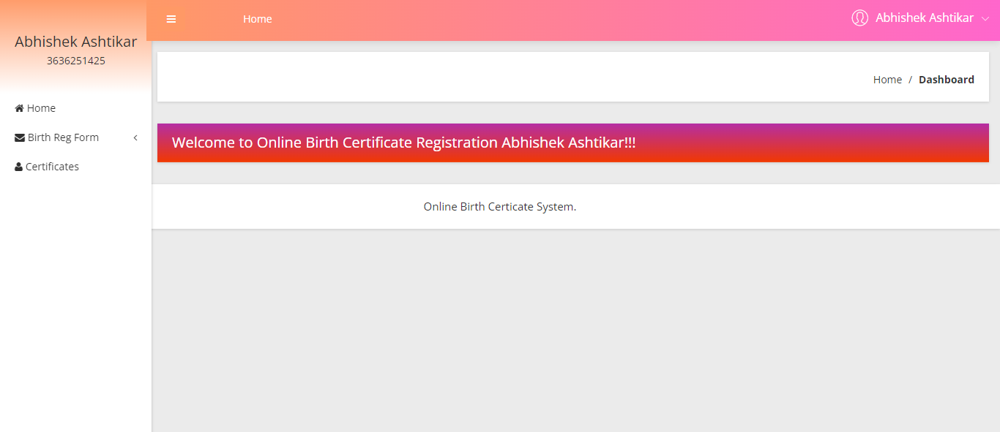 Abhishek Ashtikar
3636251425
Home
Birth Reg Form
Certificates
Home
Abhishek Ashtikar
Home / Dashboard
Welcome to Online Birth Certificate Registration Abhishek Ashtikar!!!
Online Birth Certicate System.